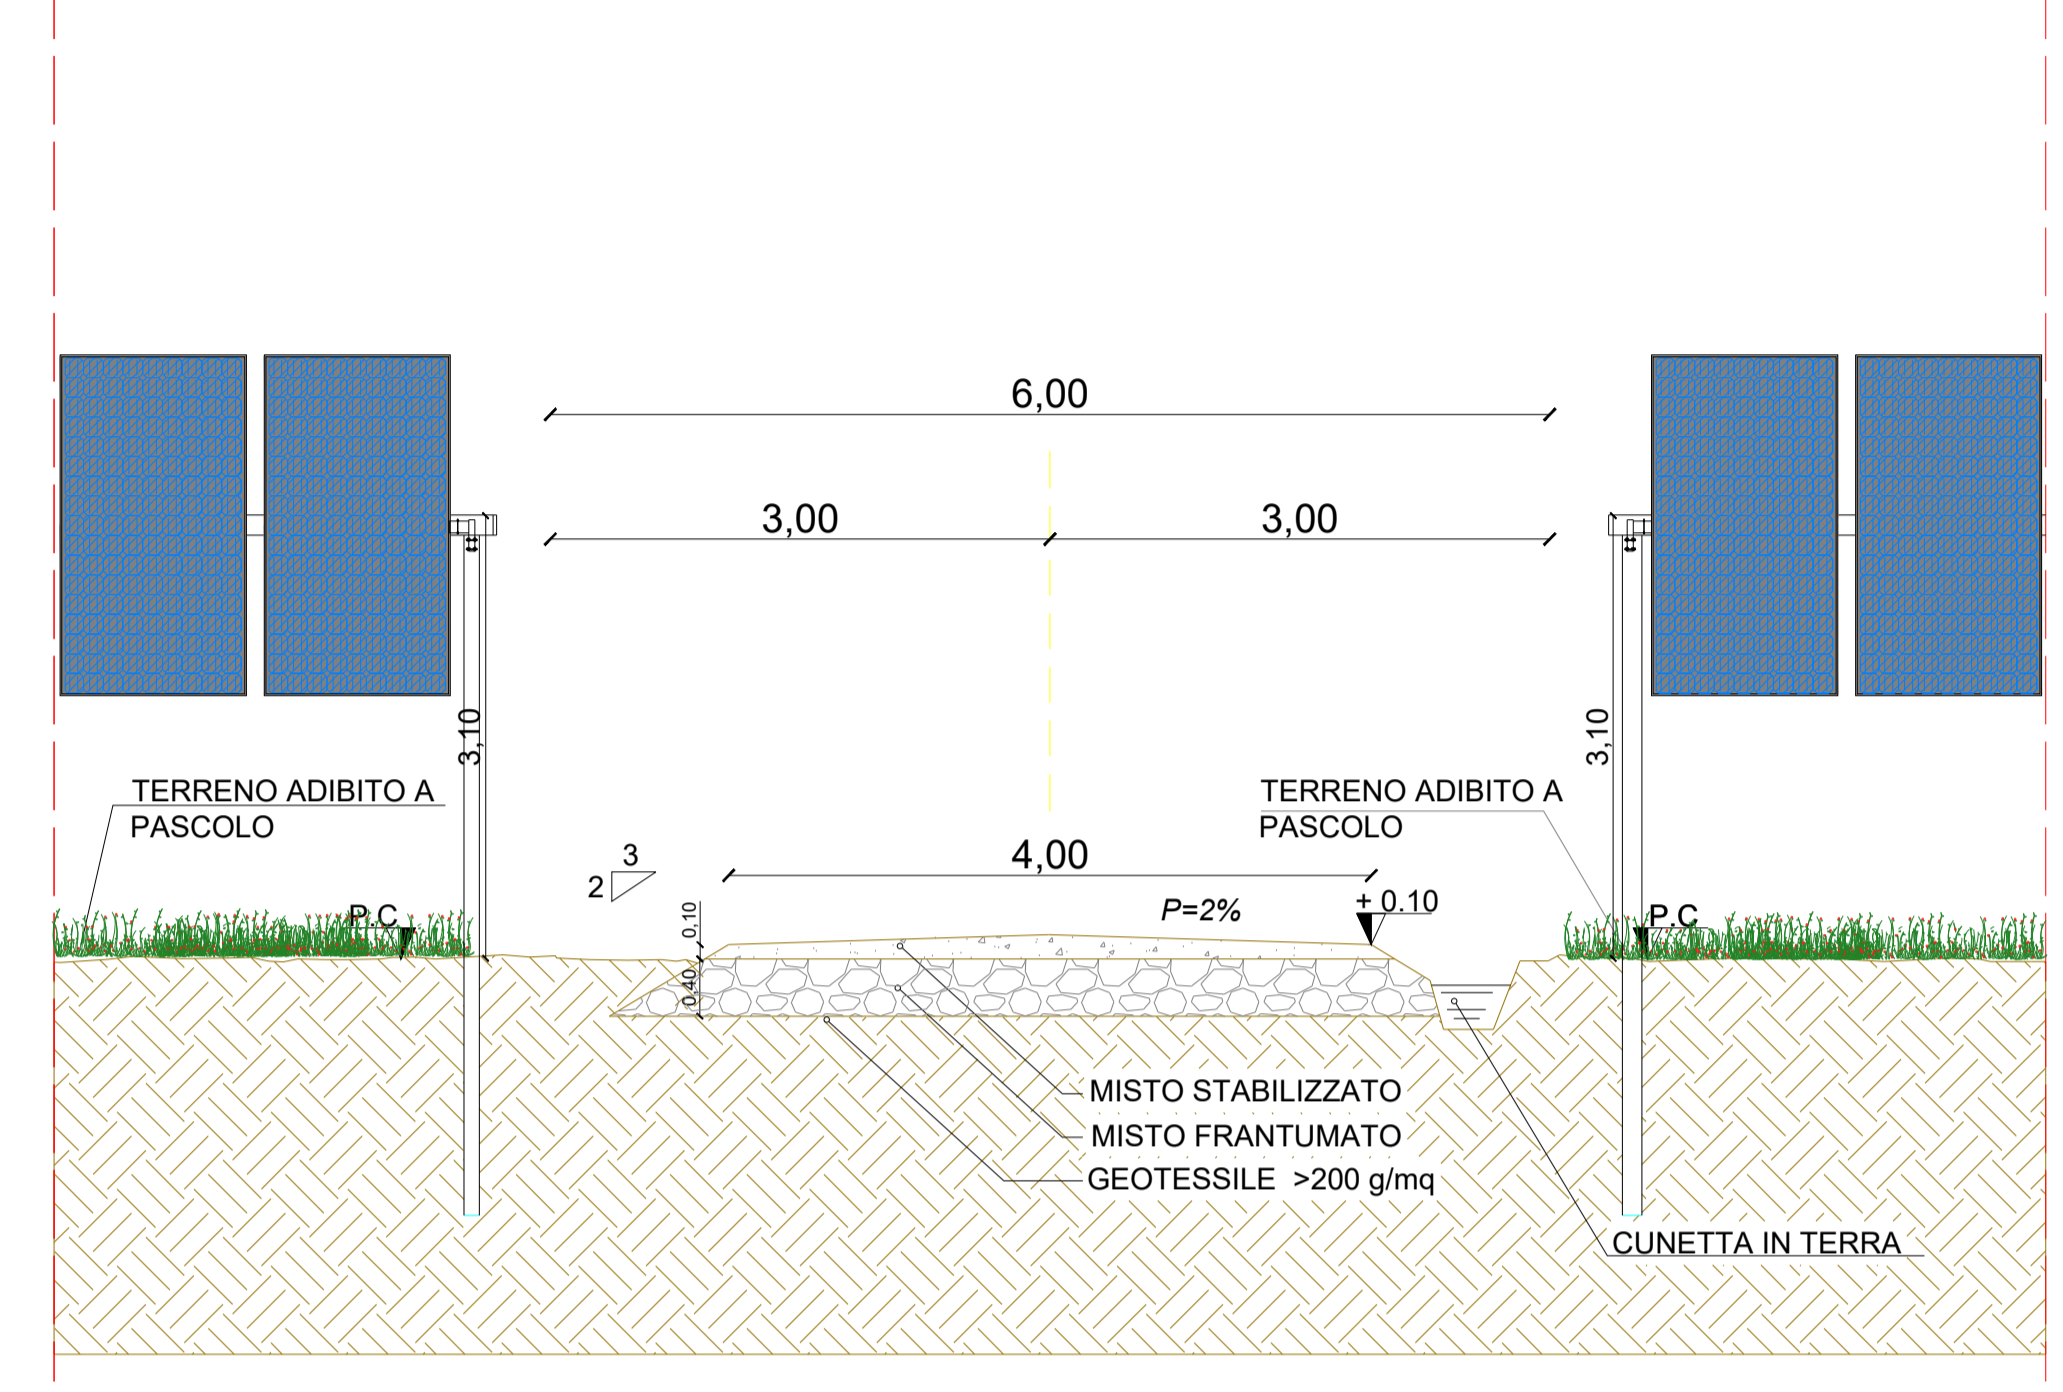 6,00
3,00
3,00
3,10
3,10
TERRENO ADIBITO A
PASCOLO
TERRENO ADIBITO A
PASCOLO
3
2
4,00
P=2%
+ 0.10
P.C
P.C
0,10
0,40
MISTO STABILIZZATO
MISTO FRANTUMATO
GEOTESSILE >200 g/mq
CUNETTA IN TERRA